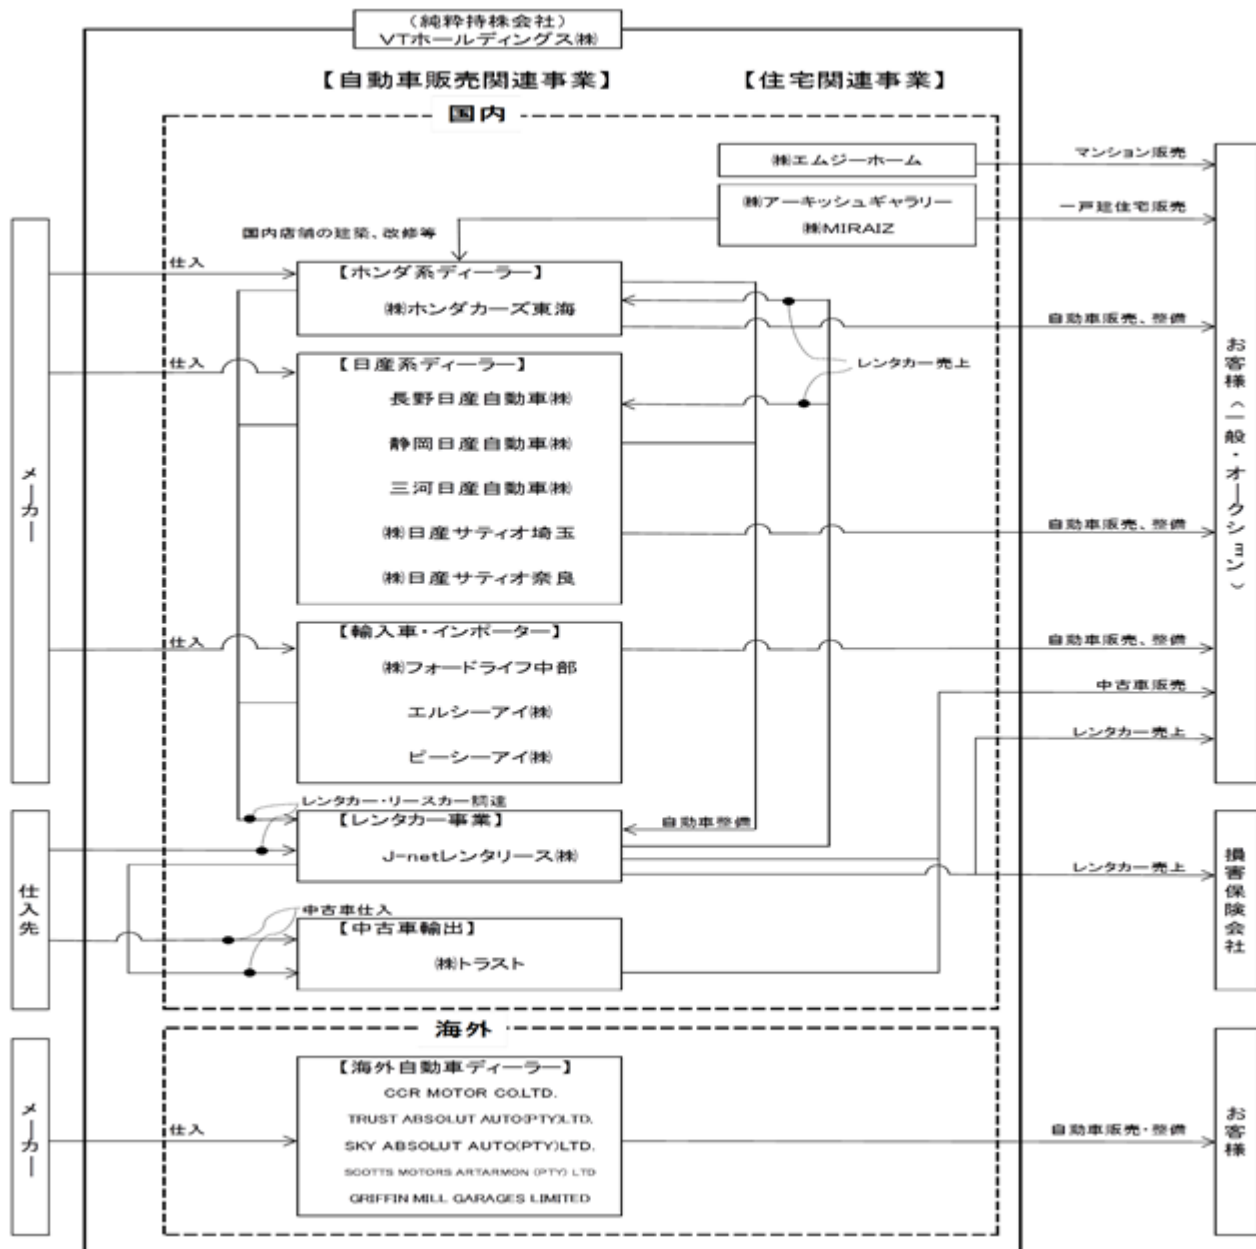 (純粋持株会社)
VTホールディングス㈱
【自動車販売関連事業】
【住宅関連事業】
国内
㈱エムジーホーム
マンション販売
㈱アーキッシュギャラリー
㈱MIRAIZ
一戸建住宅販売
国内店舗の建築、改修等
メーカー
仕入
【ホンダ系ディーラー】
㈱ホンダカーズ東海
自動車販売、整備
お客様(一般・オークション)
仕入
【日産系ディーラー】
長野日産自動車㈱
静岡日産自動車㈱
三河日産自動車㈱
㈱日産サティオ埼玉
㈱日産サティオ奈良
レンタカー売上
自動車販売、整備
仕入
【輸入車・インポーター】
㈱フォードライフ中部
エルシーアイ㈱
ピーシーアイ㈱
自動車販売、整備
中古車販売
レンタカー売上
レンタカー・リースカー調達
【レンタカー事業】
J-netレンタリース㈱
自動車整備
レンタカー売上
損害保険会社
仕入先
中古車仕入
【中古車輸出】
㈱トラスト
海外
メーカー
仕入
【海外自動車ディーラー】
CCR MOTOR CO.LTD.
TRUST ABSOLUT AUTO(PTY)LTD.
SKY ABSOLUT AUTO(PTY)LTD.
SCOTTS MOTORS ARTARMON (PTY) LTD
GRIFFIN MILL GARAGES LIMITED
自動車販売・整備
お客様